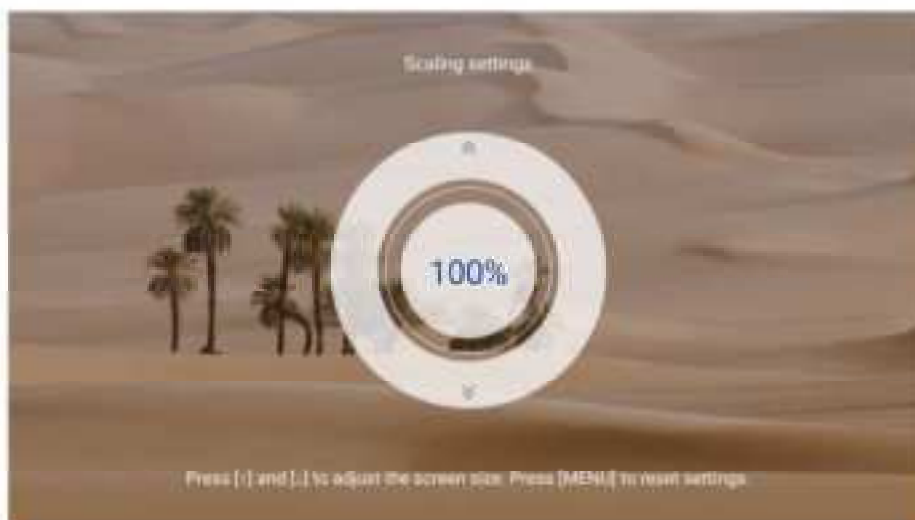 Scaling settings
100%
Press [↑] and [↓] to adjust the screen size. Press [MENU] to reset settings.